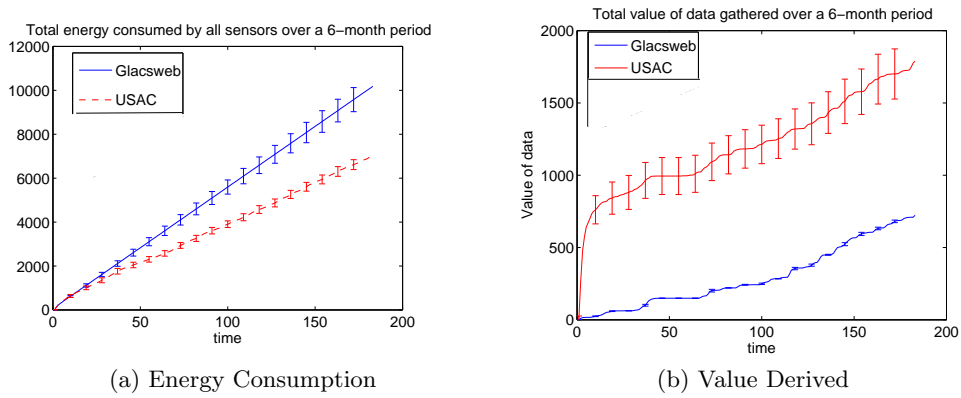 Total energy consumed by all sensors over a 6−month period
12000
10000
8000
6000
4000
2000
0
Glacsweb
USAC
0
50
100
150
200
time
(a) Energy Consumption
Total value of data gathered over a 6−month period
Value of data
2000
1500
1000
500
0
Glacsweb
USAC
0
50
100
150
200
time
(b) Value Derived